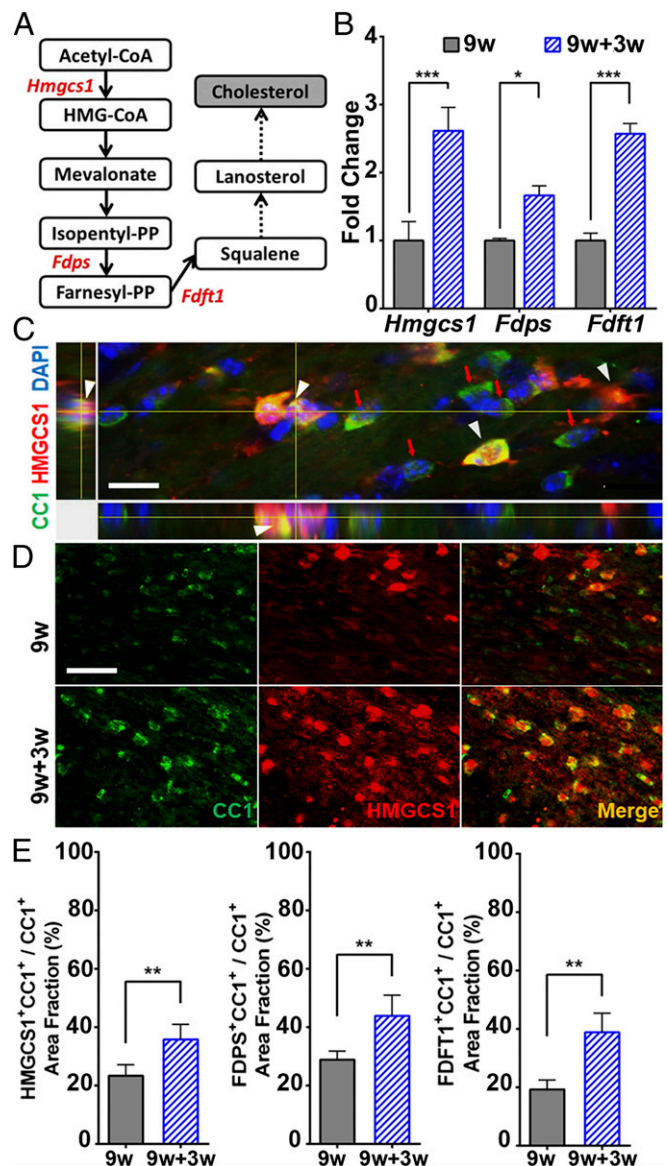 A
Acetyl-CoA
Hmgcs1
HMG-CoA
Mevalonate
Isopentyl-PP
Fdps
Farnesyl-PP
Fdft1
Cholesterol
Lanosterol
Squalene
B
9w 9w+3w
Fold Change
4
3
2
1
0
*** * ***
Hmgcs1 Fdps Fdft1
C
CC1 HMGCS1 DAPI
D
9w
9w+3w
CC1 HMGCS1 Merge
E
HMGCS1+CC1+ / CC1+
Area Fraction (%)
100
80
60
40
20
0
**
9w 9w+3w
FDPS+CC1+ / CC1+
Area Fraction (%)
100
80
60
40
20
0
**
9w 9w+3w
FDFT1+CC1+ / CC1+
Area Fraction (%)
100
80
60
40
20
0
**
9w 9w+3w